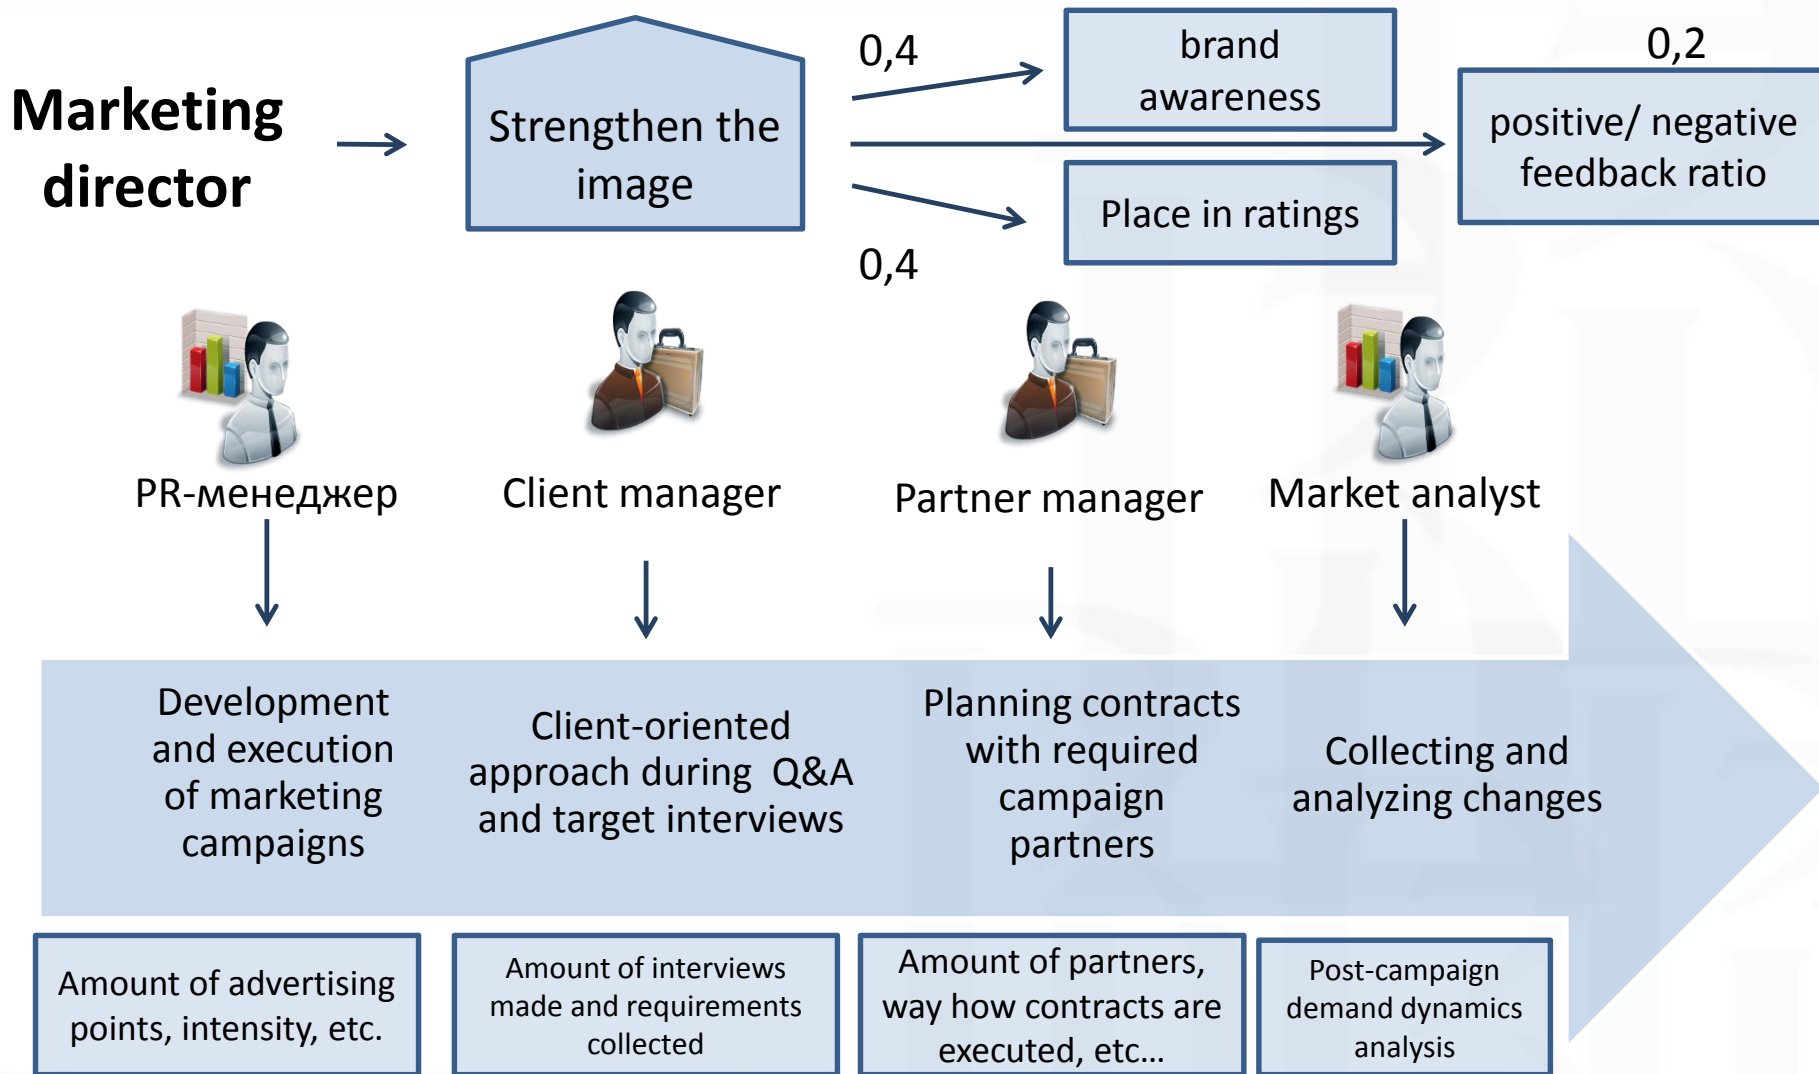 Marketing
director
Strengthen the
image
0,4
brand
awareness
0,2
positive/ negative
feedback ratio
Place in ratings
0,4
PR-менеджер
Client manager
Partner manager
Market analyst
Development
and execution
of marketing
campaigns
Client-oriented
approach during Q&A
and target interviews
Planning contracts
with required
campaign
partners
Collecting and
analyzing changes
Amount of advertising
points, intensity, etc.
Amount of interviews
made and requirements
collected
Amount of partners,
way how contracts are
executed, etc…
Post-campaign
demand dynamics
analysis